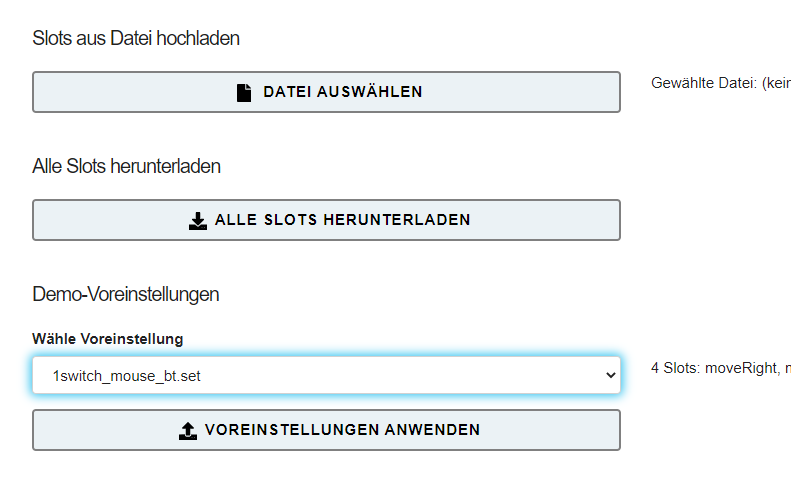 Slots aus Datei hochladen
DATEI AUSWÄHLEN
Gewählte Datei:
Alle Slots herunterladen
ALLE SLOTS HERUNTERLADEN
Demo-Voreinstellungen
Wähle Voreinstellung
1switch_mouse_bt.set
4 Slots: moveRight,
VOREINSTELLUNGEN ANWENDEN